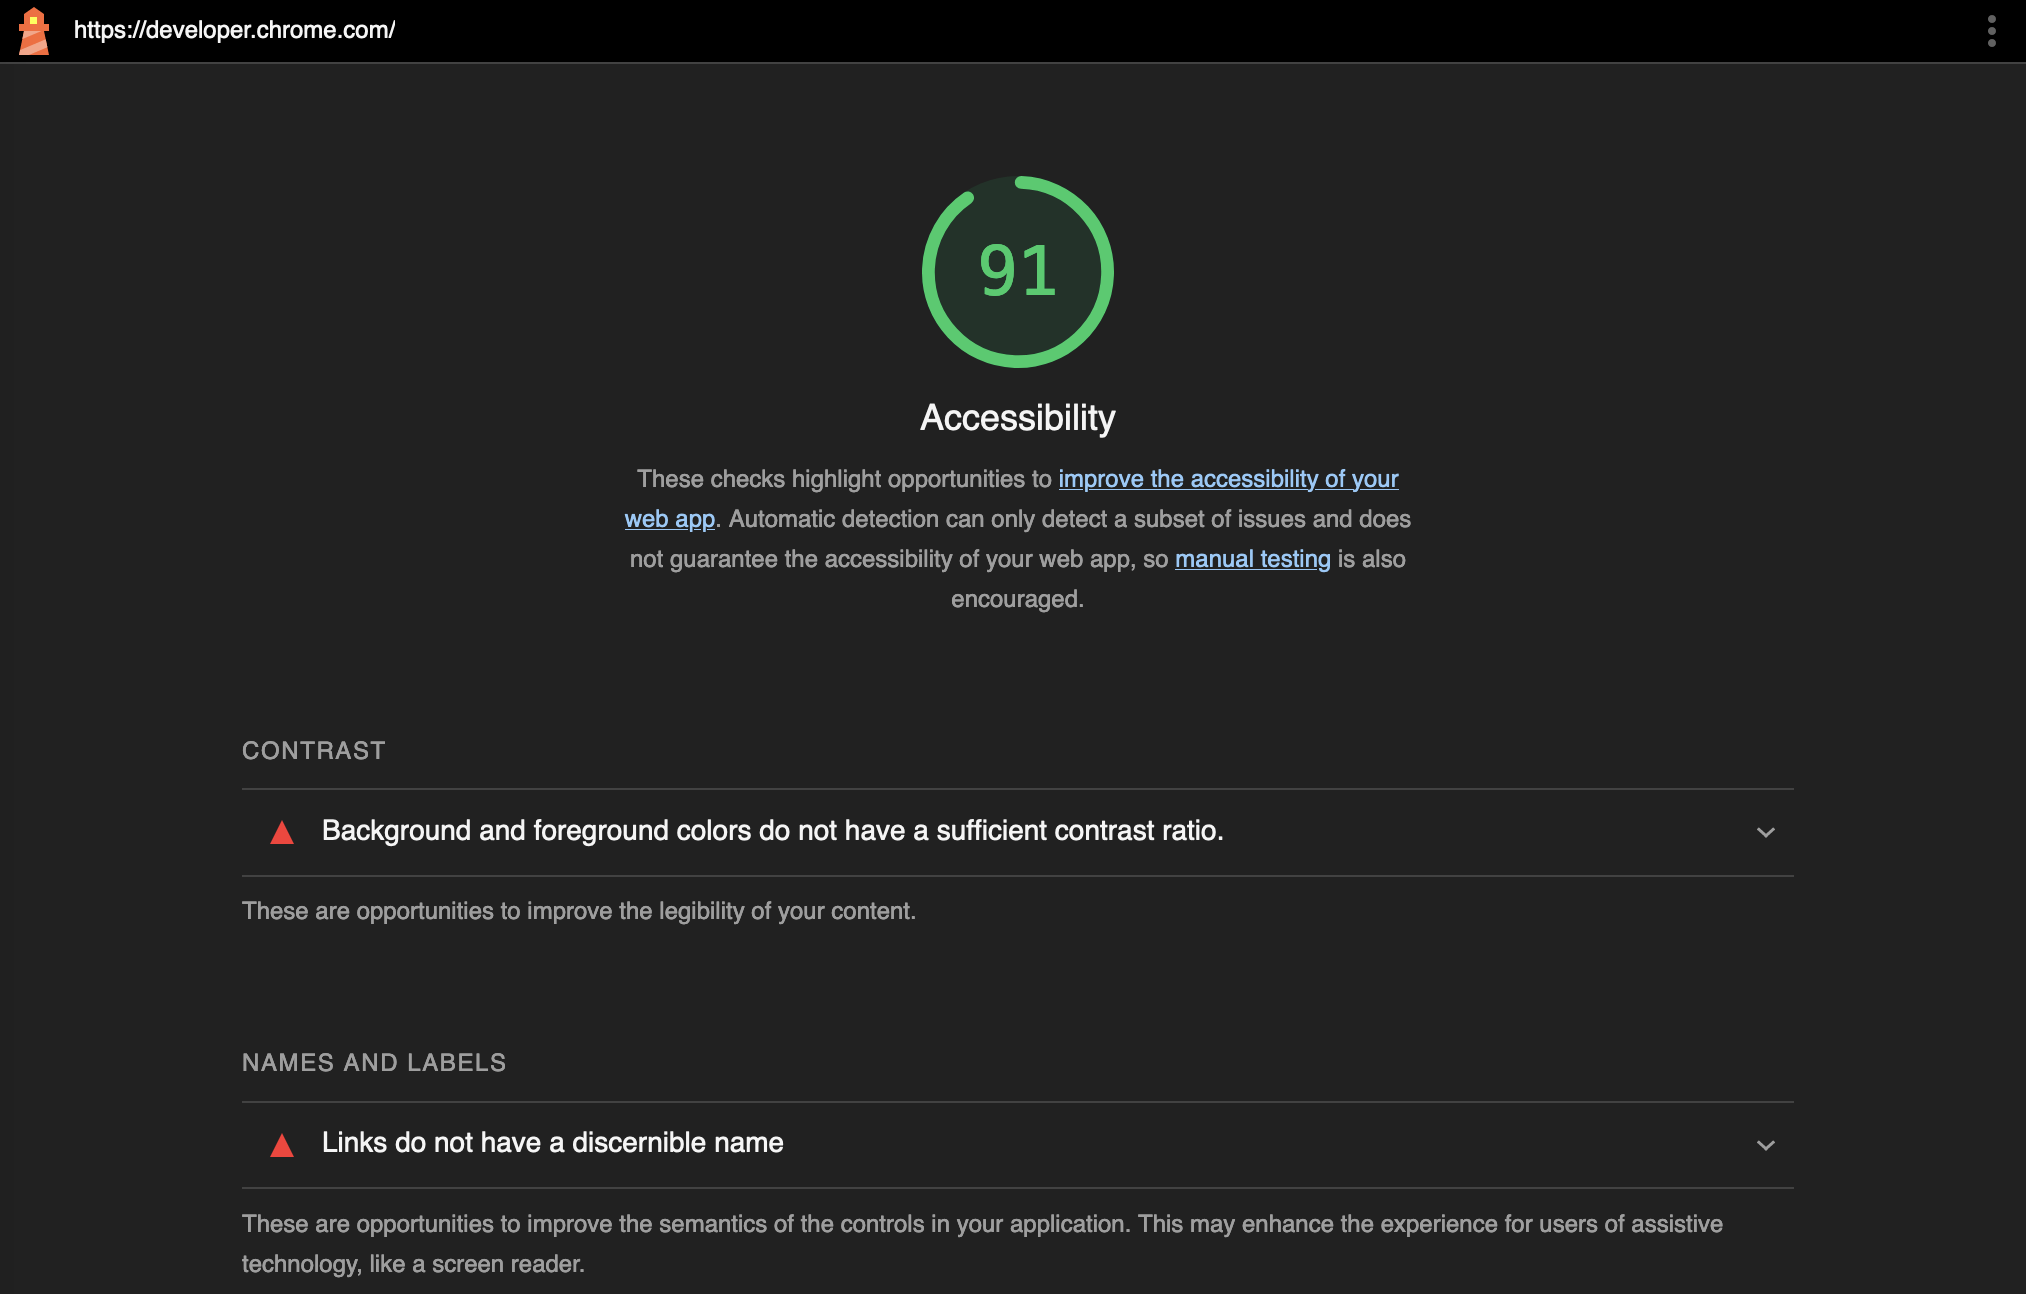 https://developer.chrome.com/
91
Accessibility
These checks highlight opportunities to improve the accessibility of your
web app. Automatic detection can only detect a subset of issues and does
not guarantee the accessibility of your web app, so manual testing is also
encouraged.
CONTRAST
Background and foreground colors do not have a sufficient contrast ratio.
These are opportunities to improve the legibility of your content.
NAMES AND LABELS
Links do not have a discernible name
These are opportunities to improve the semantics of the controls in your application. This may enhance the experience for users of assistive
technology, like a screen reader.